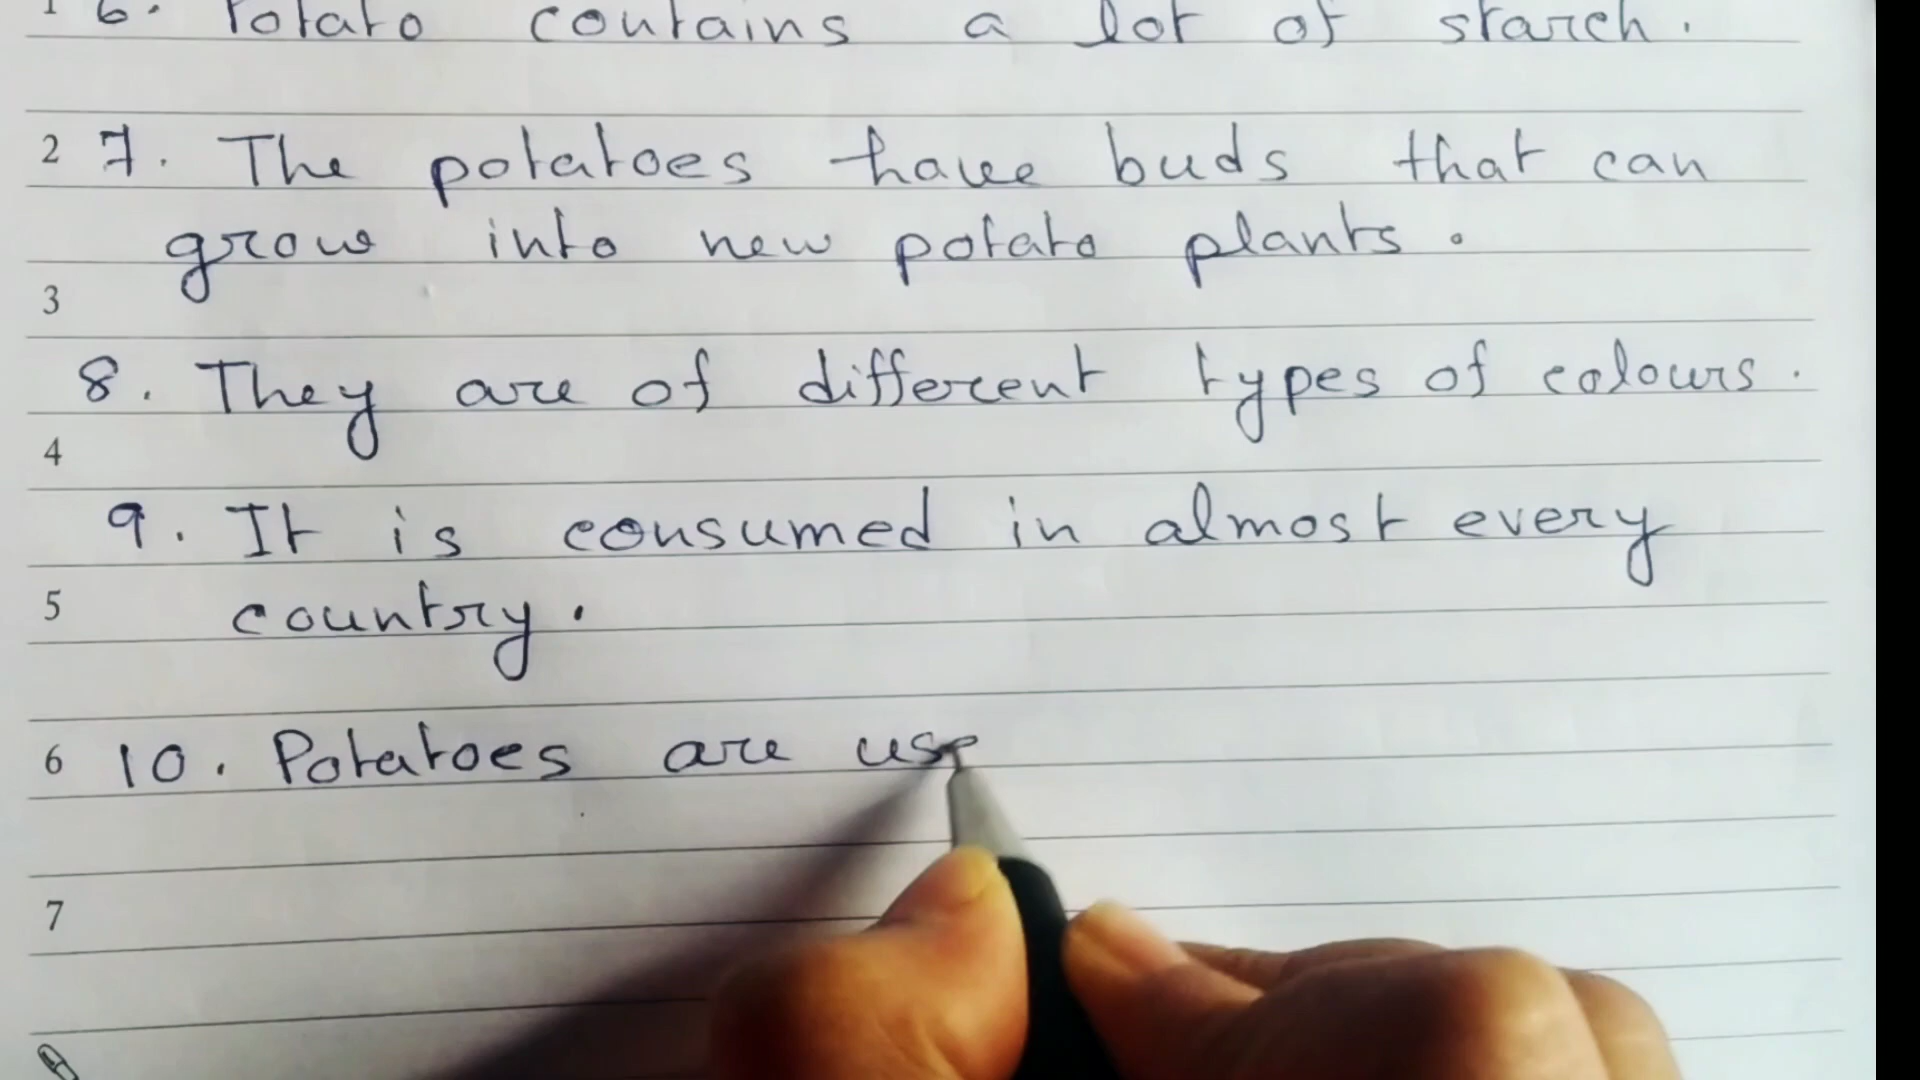 1 6. Potato contains a lot of starch.
2 7. The potatoes have buds that can
grow into new potato plants.
3
8. They are of different types of colours.
4
9. It is consumed in almost every
5 country.
6 10. Potatoes are use
7